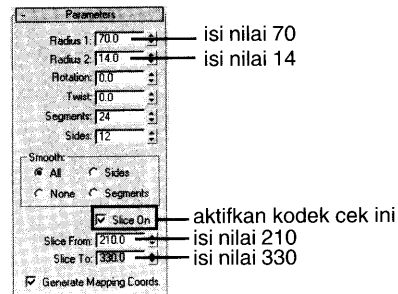 - Parameters
Radius 1: 70.0 isi nilai 70
Radius 2: 14.0 isi nilai 14
Rotation: 0.0
Twist: 0.0
Segments: 24
Sides: 12
Smooth:
All Sides
None Segments
Slice On aktifkan kodek cek ini
Slice From: 210.0 isi nilai 210
Slice To: 330.0 isi nilai 330
Generate Mapping Coords.